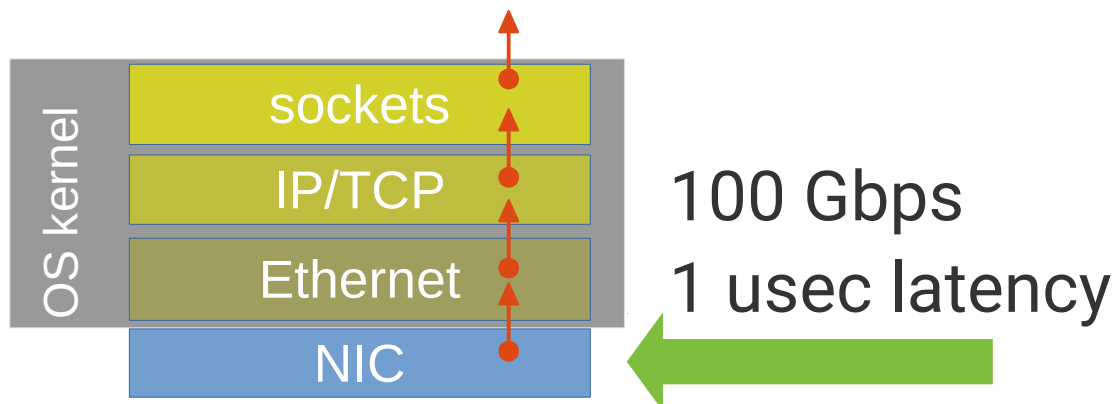 OS kernel
sockets
IP/TCP
Ethernet
NIC
100 Gbps
1 usec latency